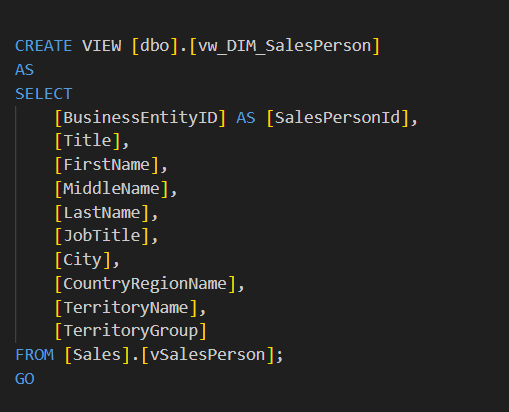 CREATE VIEW [dbo].[vw_DIM_SalesPerson]
AS
SELECT
    [BusinessEntityID] AS [SalesPersonId],
    [Title],
    [FirstName],
    [MiddleName],
    [LastName],
    [JobTitle],
    [City],
    [CountryRegionName],
    [TerritoryName],
    [TerritoryGroup]
FROM [Sales].[vSalesPerson];
GO